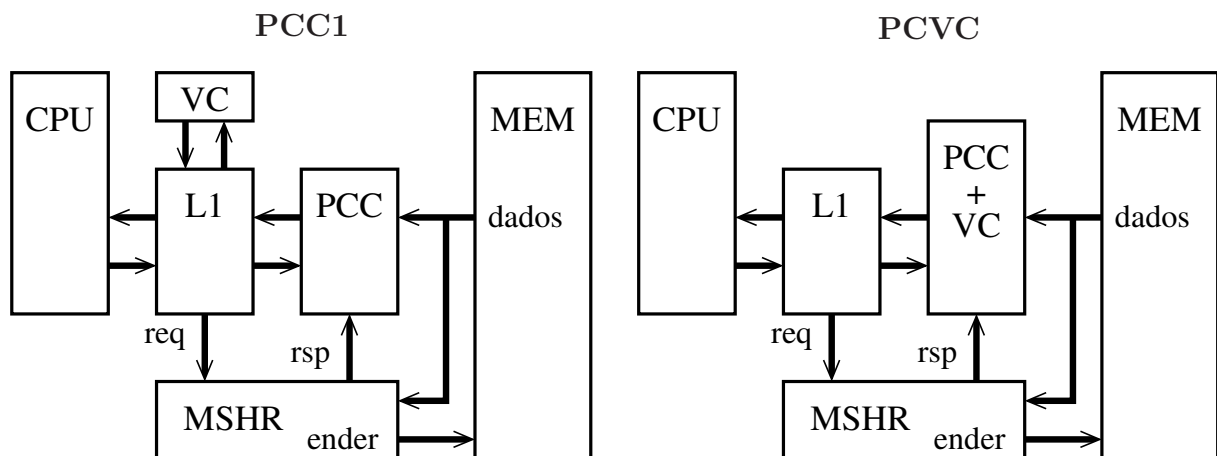 PCC1
CPU
VC
MEM
L1
PCC
dados
req
rsp
MSHR
ender
PCVC
CPU
MEM
L1
PCC
+
VC
dados
req
rsp
MSHR
ender